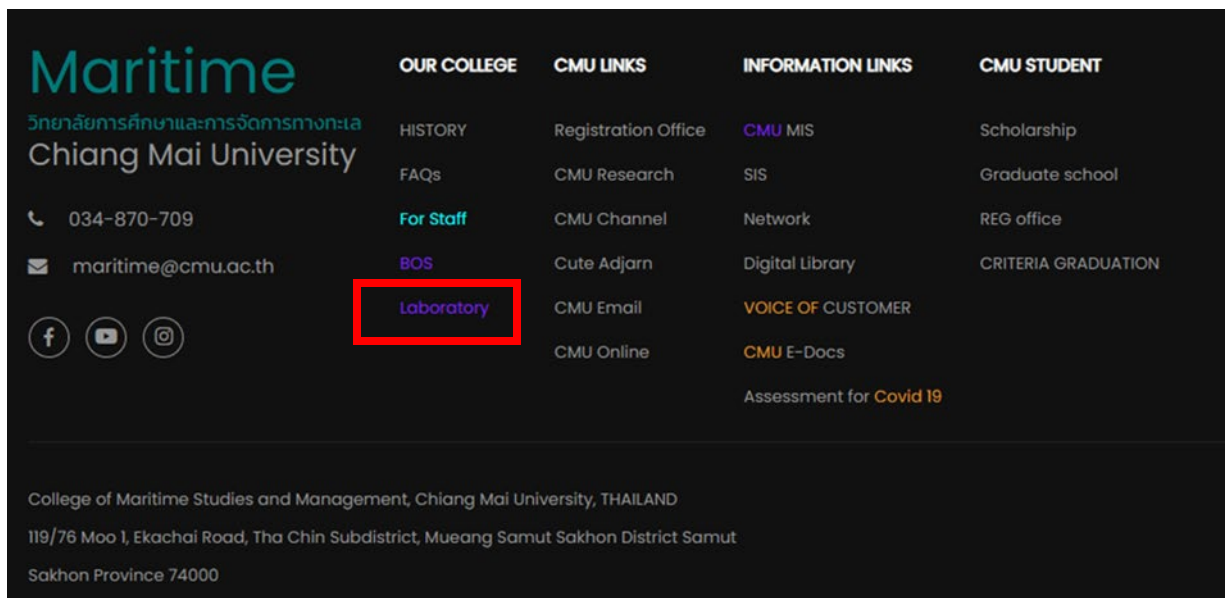 Maritime
วิทยาลัยการศึกษาและการจัดการทางทะเล
Chiang Mai University
034-870-709
maritime@cmu.ac.th
OUR COLLEGE
HISTORY
FAQs
For Staff
BOS
Laboratory
CMU LINKS
Registration Office
CMU Research
CMU Channel
Cute Adjarn
CMU Email
CMU Online
INFORMATION LINKS
CMU MIS
SIS
Network
Digital Library
VOICE OF CUSTOMER
CMU E-Docs
Assessment for Covid 19
CMU STUDENT
Scholarship
Graduate school
REG office
CRITERIA GRADUATION
College of Maritime Studies and Management, Chiang Mai University, THAILAND
119/76 Moo 1, Ekachai Road, Tha Chin Subdistrict, Mueang Samut Sakhon District Samut
Sakhon Province 74000